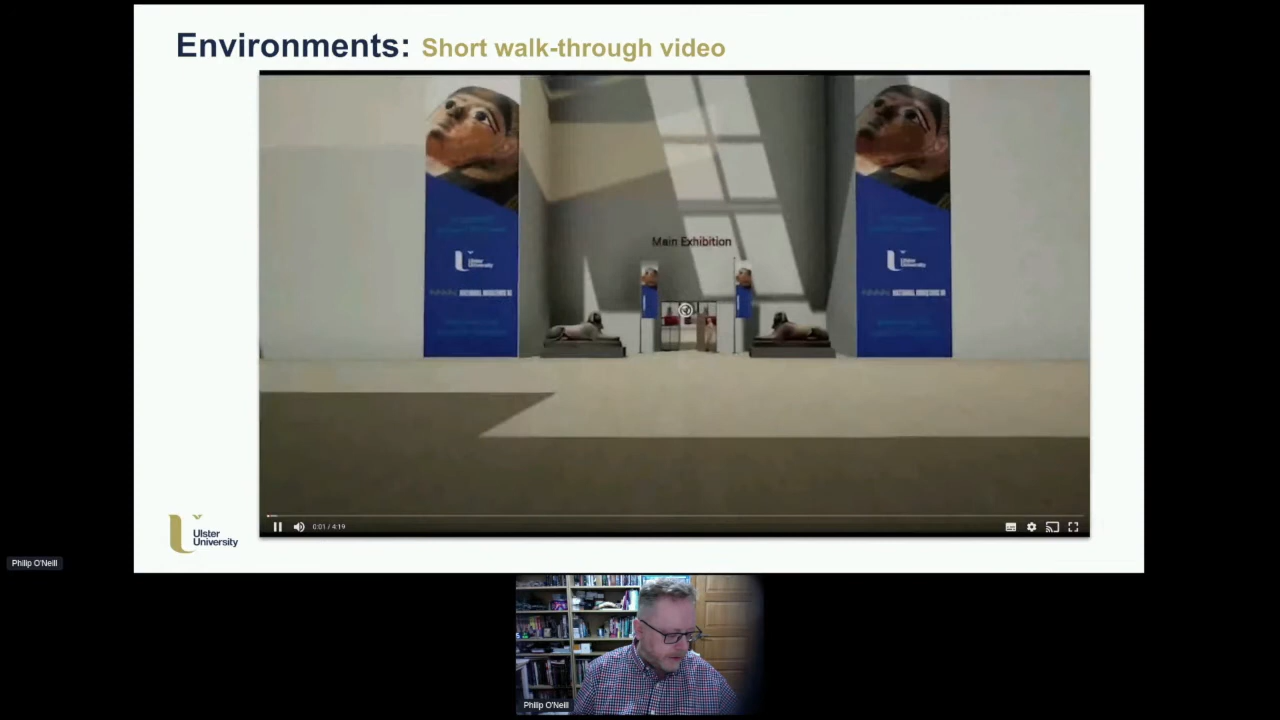 Environments: Short walk-through video
Main Exhibition
Ulster
University
Ulster
University
0:01 / 4:19
Ulster
University
Philip O'Neill
Philip O'Neill